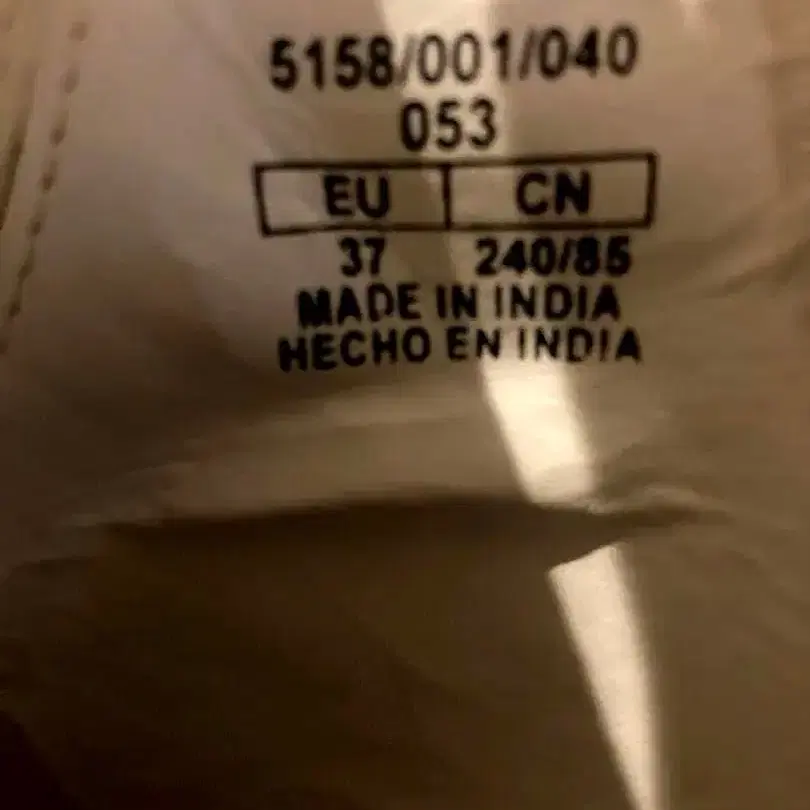 5158/001/040
053
EU CN
37 240/85
MADE IN INDIA
HECHO EN INDIA